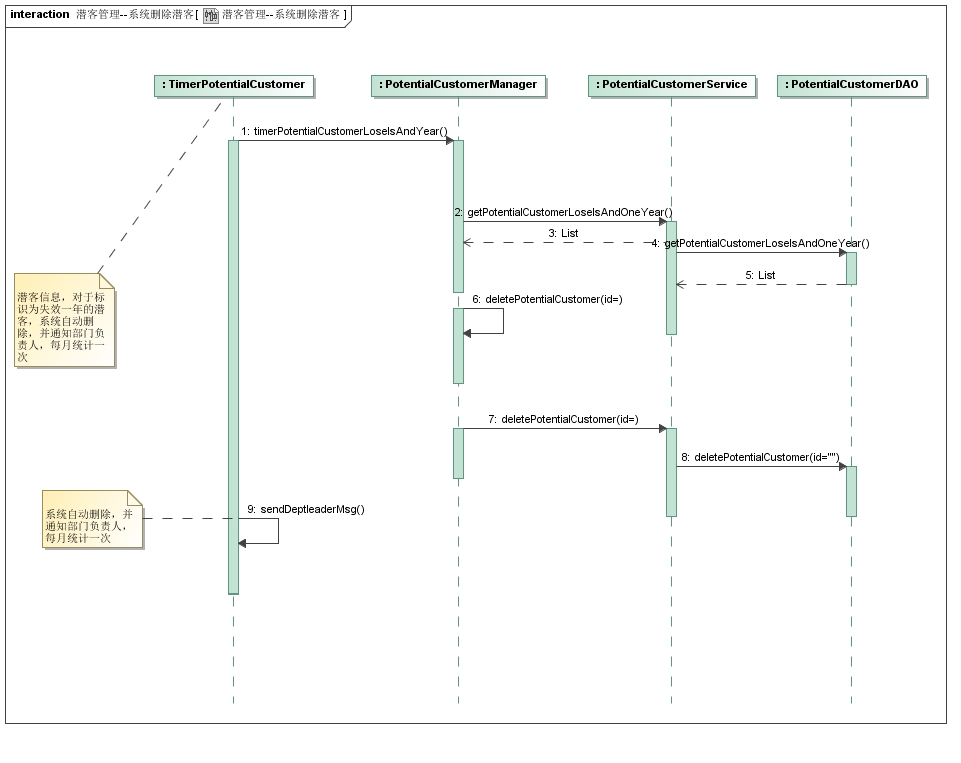 interaction 潜客管理--系统删除潜客[ 潜客管理--系统删除潜客 ]
: TimerPotentialCustomer
: PotentialCustomerManager
: PotentialCustomerService
: PotentialCustomerDAO
1: timerPotentialCustomerLoseIsAndYear()
2: getPotentialCustomerLoseIsAndOneYear()
3: List
4: getPotentialCustomerLoseIsAndOneYear()
5: List
潜客信息，对于标
识为失效一年的潜
客，系统自动删
除，并通知部门负
责人，每月统计一
次
6: deletePotentialCustomer(id=)
7: deletePotentialCustomer(id=)
8: deletePotentialCustomer(id="")
系统自动删除，并
通知部门负责人，
每月统计一次
9: sendDeptleaderMsg()